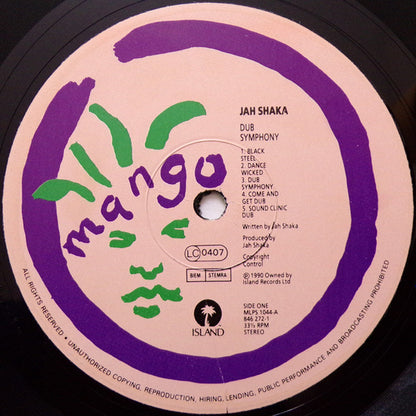 mango
JAH SHAKA
DUB
SYMPHONY
1. BLACK
STEEL
2. DANCE
WICKED
3. DUB
SYMPHONY
4. COME AND
GET DUB
5. SOUND CLINIC
DUB
Written by Jah Shaka
Produced by
Jah Shaka
Copyright
Control
LC 0407
BIEM STEMRA
℗ 1990 Owned by
Island Records Ltd
SIDE ONE
MLPS 1044-A
846 272-1
33⅓ RPM
STEREO
ISLAND
ALL RIGHTS RESERVED • UNAUTHORIZED COPYING, REPRODUCTION, HIRING, LENDING, PUBLIC PERFORMANCE AND BROADCASTING PROHIBITED